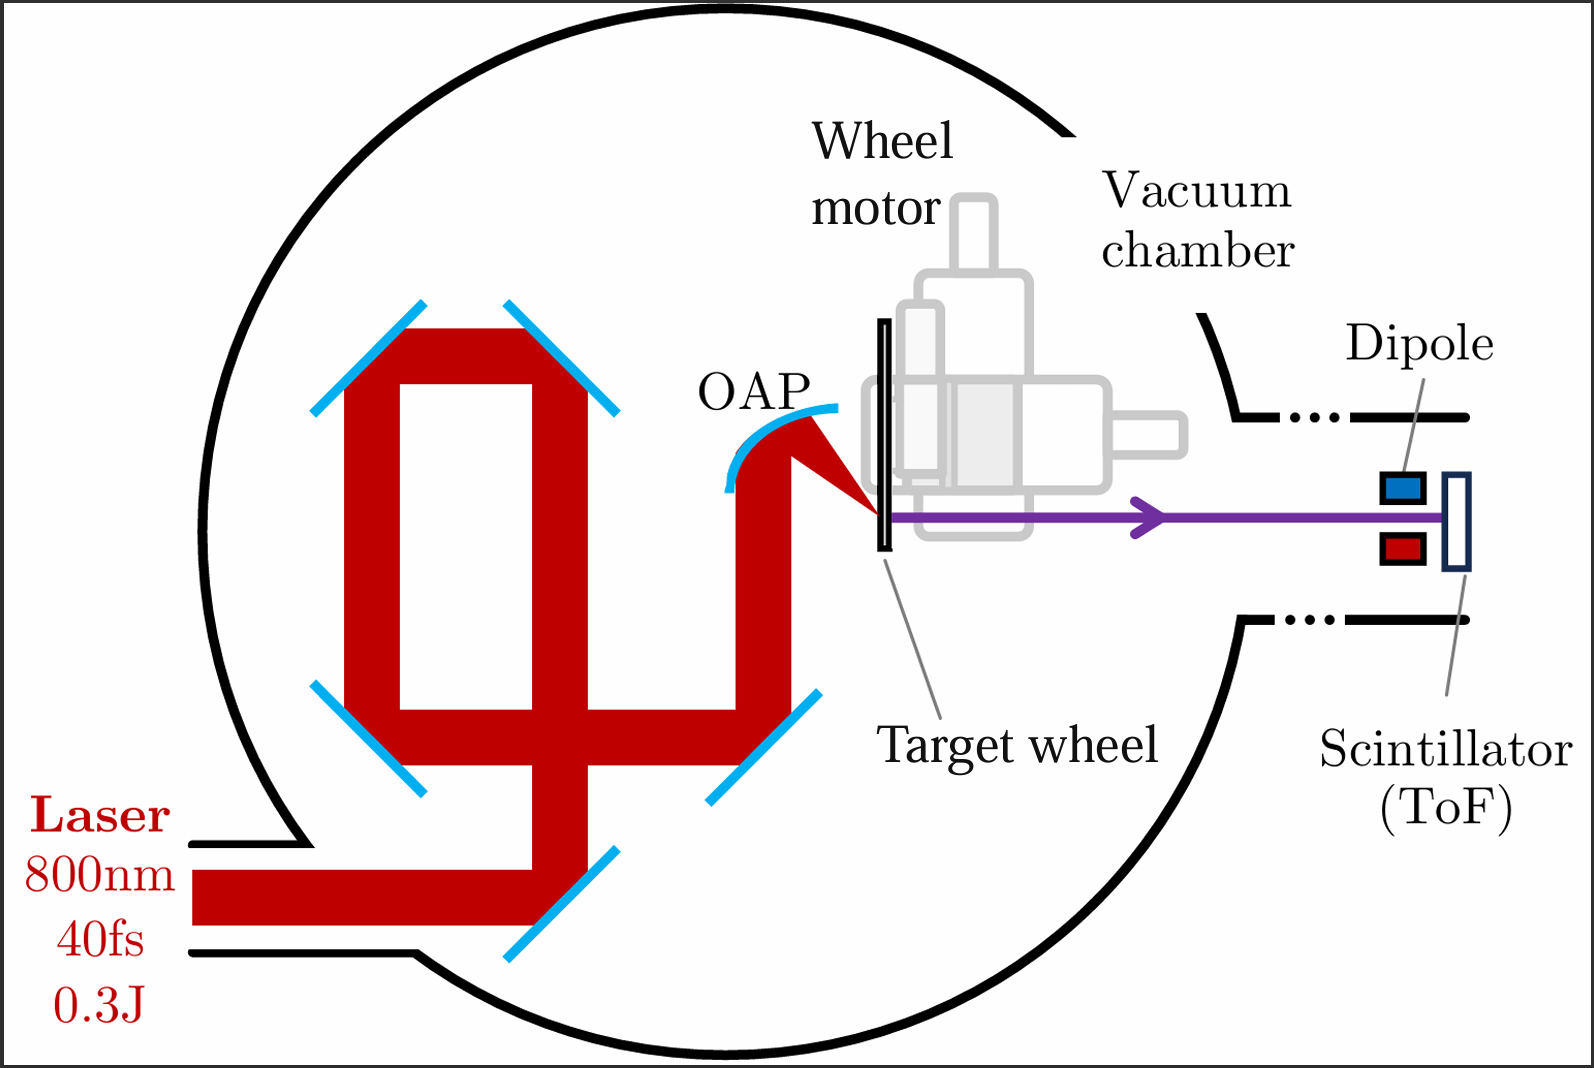 Wheel
motor
Vacuum
chamber
Dipole
OAP
Target wheel
Scintillator
(ToF)
Laser
800nm
40fs
0.3J